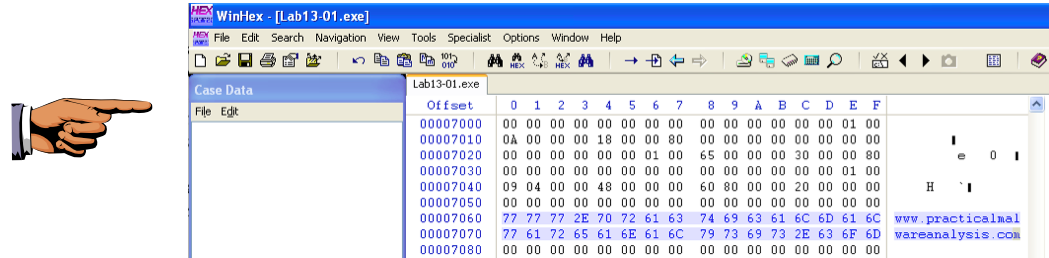 WinHex - [Lab13-01.exe]
File Edit Search Navigation View Tools Specialist Options Window Help
Case Data
File Edit
Lab13-01.exe
Offset 0 1 2 3 4 5 6 7 8 9 A B C D E F
00007000 00 00 00 00 00 00 00 00 00 00 00 00 00 00 01 00
00007010 0A 00 00 00 18 00 00 80 00 00 00 00 00 00 00 00
00007020 00 00 00 00 00 00 01 00 65 00 00 00 30 00 00 80 e 0
00007030 00 00 00 00 00 00 00 00 00 00 00 00 00 00 01 00
00007040 09 04 00 00 48 00 00 00 60 80 00 00 20 00 00 00 H `
00007050 00 00 00 00 00 00 00 00 00 00 00 00 00 00 00 00
00007060 77 77 77 2E 70 72 61 63 74 69 63 61 6C 6D 61 6C www.practicalmal
00007070 77 61 72 65 61 6E 61 6C 79 73 69 73 2E 63 6F 6D wareanalysis.com
00007080 00 00 00 00 00 00 00 00 00 00 00 00 00 00 00 00